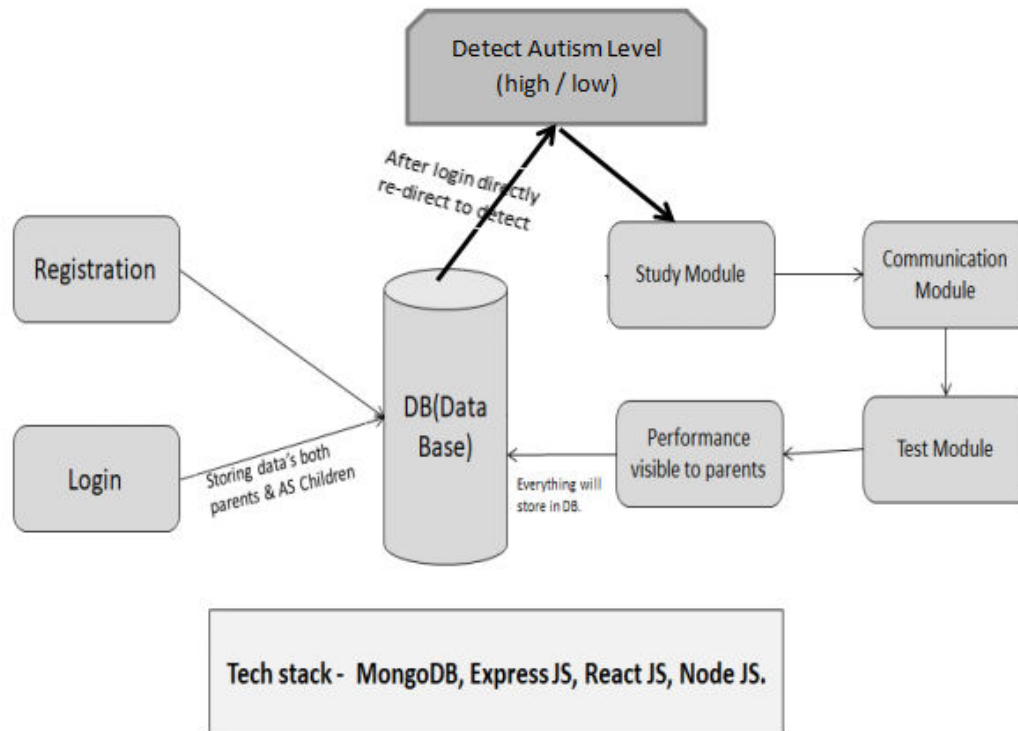 Detect Autism Level
(high / low)
After login directly
re-direct to detect
Registration
Study Module
Communication
Module
DB(Data
Base)
Login
Storing data's both
parents & AS Children
Performance
visible to parents
Test Module
Everything will
store in DB.
Tech stack - MongoDB, Express JS, React JS, Node JS.